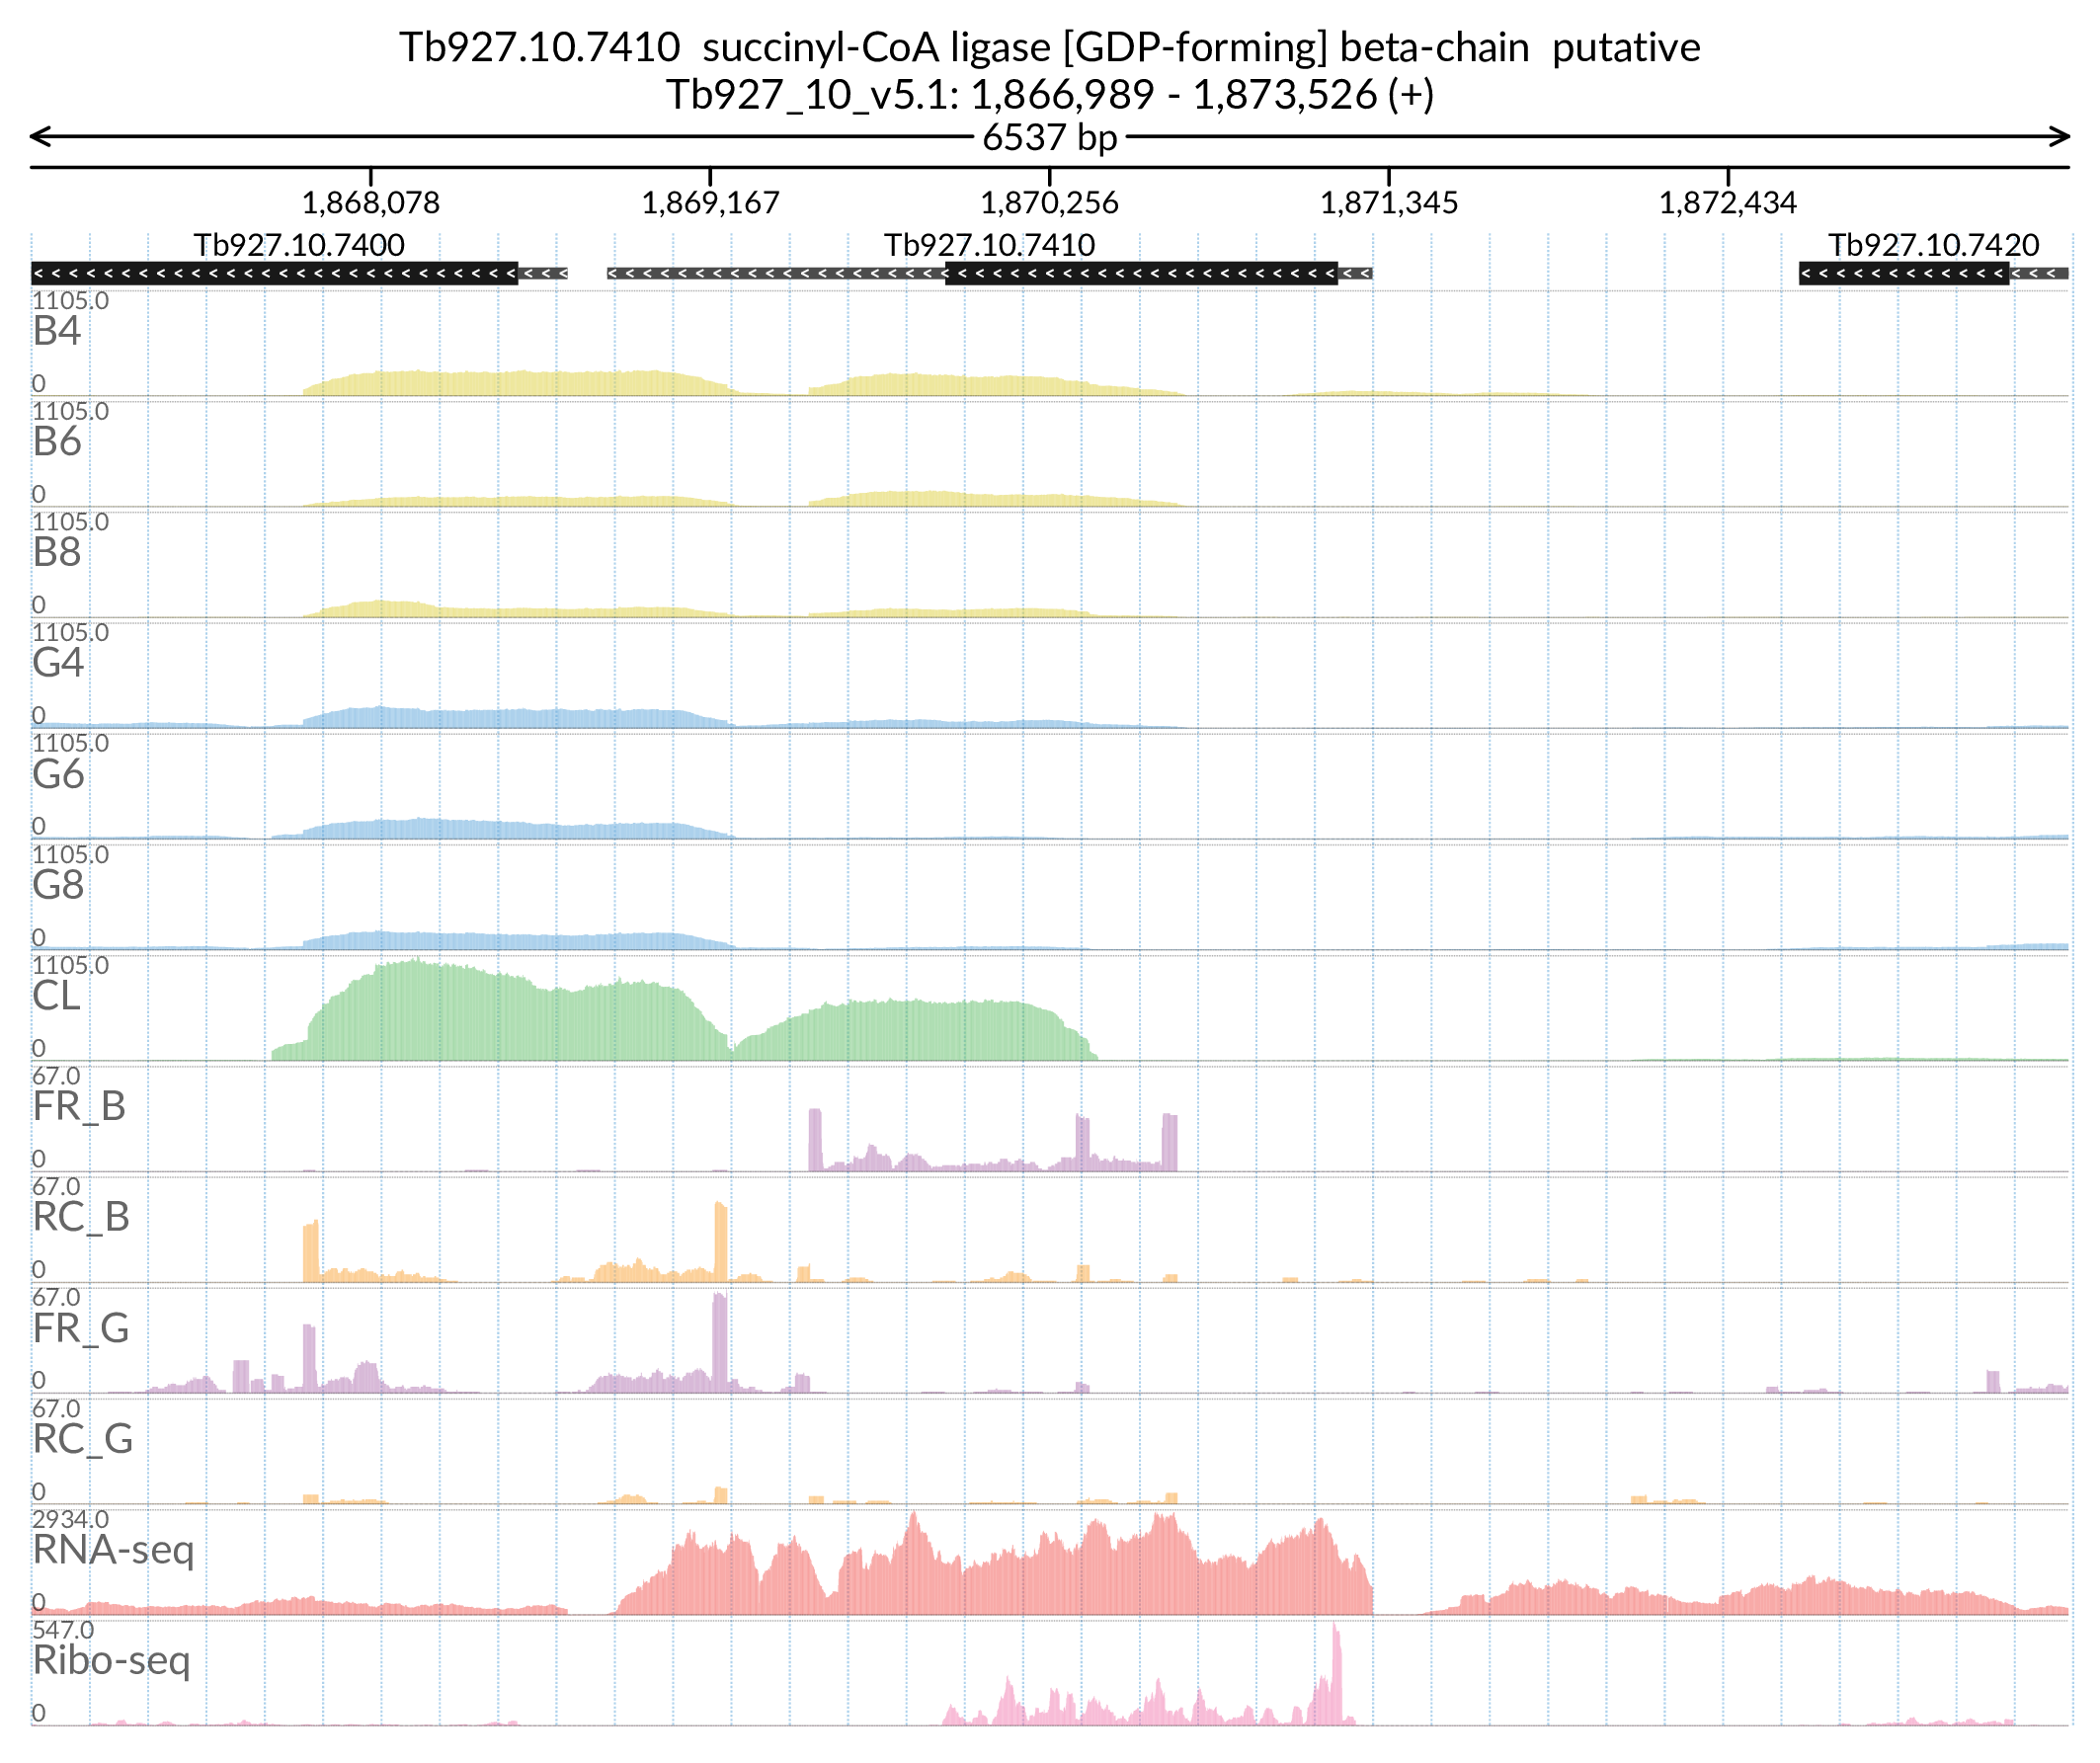 Tb927.10.7410 succinyl-CoA ligase [GDP-forming] beta-chain putative
Tb927_10_v5.1: 1,866,989 - 1,873,526 (+)
6537 bp
1,868,078 1,869,167 1,870,256 1,871,345 1,872,434
Tb927.10.7400 Tb927.10.7410 Tb927.10.7420
1105.0
B4
0
1105.0
B6
0
1105.0
B8
0
1105.0
G4
0
1105.0
G6
0
1105.0
G8
0
1105.0
CL
0
67.0
FR_B
0
67.0
RC_B
0
67.0
FR_G
0
67.0
RC_G
0
2934.0
RNA-seq
0
547.0
Ribo-seq
0